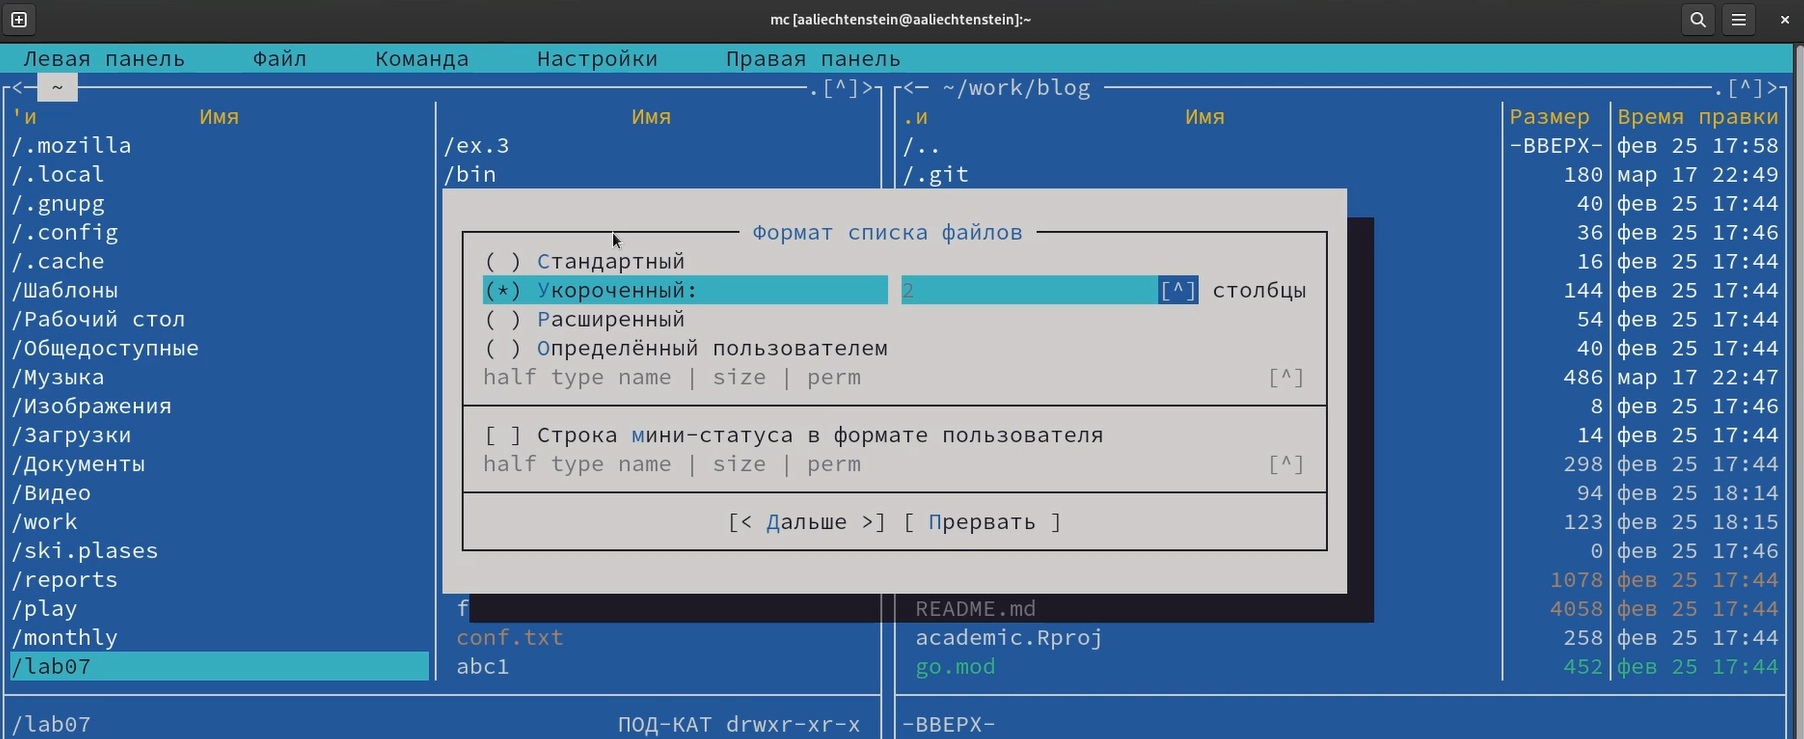 mc [aaliechtenstein@aaliechtenstein]:~
Левая панель Файл Команда Настройки Правая панель
<─ ~ .[^]> <─ ~/work/blog .[^]>
'и Имя Имя .и Имя Размер Время правки
/.mozilla /ex.3 /.. -ВВЕРХ- фев 25 17:58
/.local /bin /.git 180 мар 17 22:49
/.gnupg 40 фев 25 17:44
/.config Формат списка файлов 36 фев 25 17:46
/.cache ( ) Стандартный 16 фев 25 17:44
/Шаблоны (*) Укороченный: 2 [^] столбцы 144 фев 25 17:44
/Рабочий стол ( ) Расширенный 54 фев 25 17:44
/Общедоступные ( ) Определённый пользователем 40 фев 25 17:44
/Музыка half type name | size | perm [^] 486 мар 17 22:47
/Изображения 8 фев 25 17:46
/Загрузки [ ] Строка мини-статуса в формате пользователя 14 фев 25 17:44
/Документы half type name | size | perm [^] 298 фев 25 17:44
/Видео 94 фев 25 18:14
/work [< Дальше >] [ Прервать ] 123 фев 25 18:15
/ski.plases 0 фев 25 17:46
/reports 1078 фев 25 17:44
/play f README.md 4058 фев 25 17:44
/monthly conf.txt academic.Rproj 258 фев 25 17:44
/lab07 abc1 go.mod 452 фев 25 17:44
/lab07 ПОД-КАТ drwxr-xr-x -ВВЕРХ-